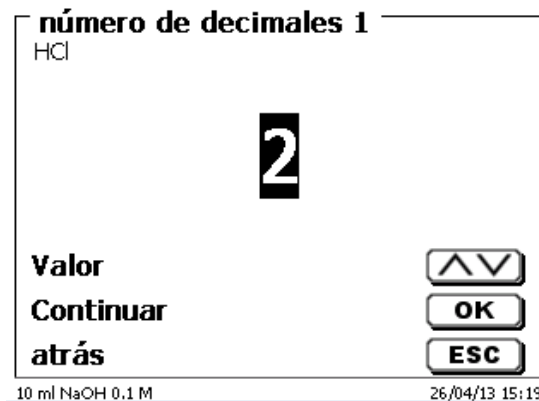 número de decimales 1
HCl
2
Valor
Continuar OK
atrás ESC
10 ml NaOH 0.1 M 26/04/13 15:19